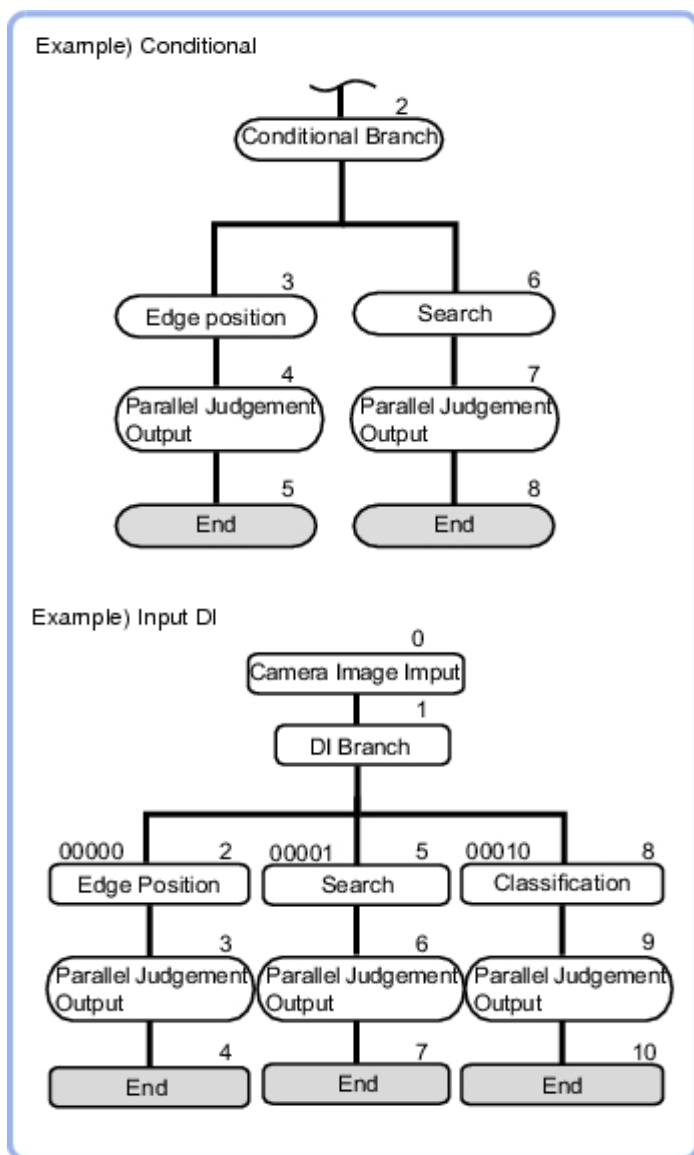 Example) Conditional
2
Conditional Branch
3
6
Edge position
Search
4
7
Parallel Judgement
Output
Parallel Judgement
Output
5
8
End
End
Example) Input DI
0
Camera Image Imput
1
DI Branch
00000 2
00001 5
00010 8
Edge Position
Search
Classification
3
6
9
Parallel Judgement
Output
Parallel Judgement
Output
Parallel Judgement
Output
4
7
10
End
End
End